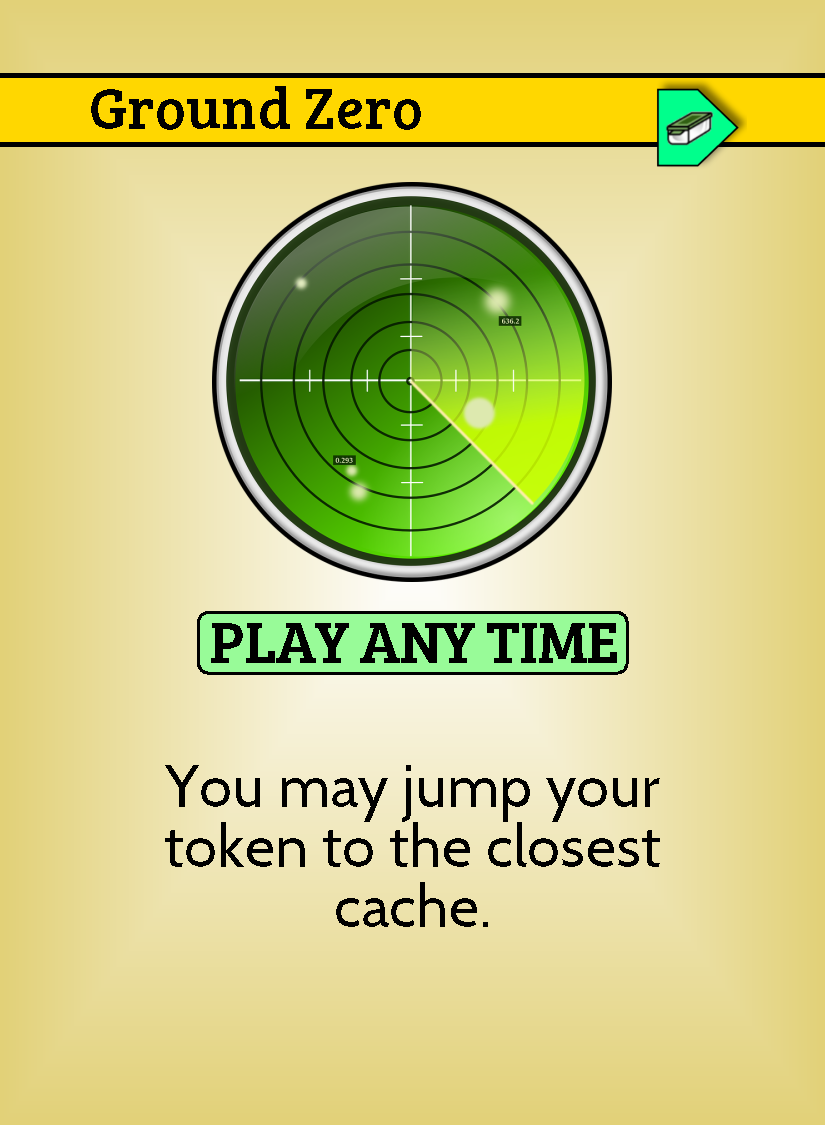 Ground Zero
636.2
0.293
PLAY ANY TIME
You may jump your
token to the closest
cache.